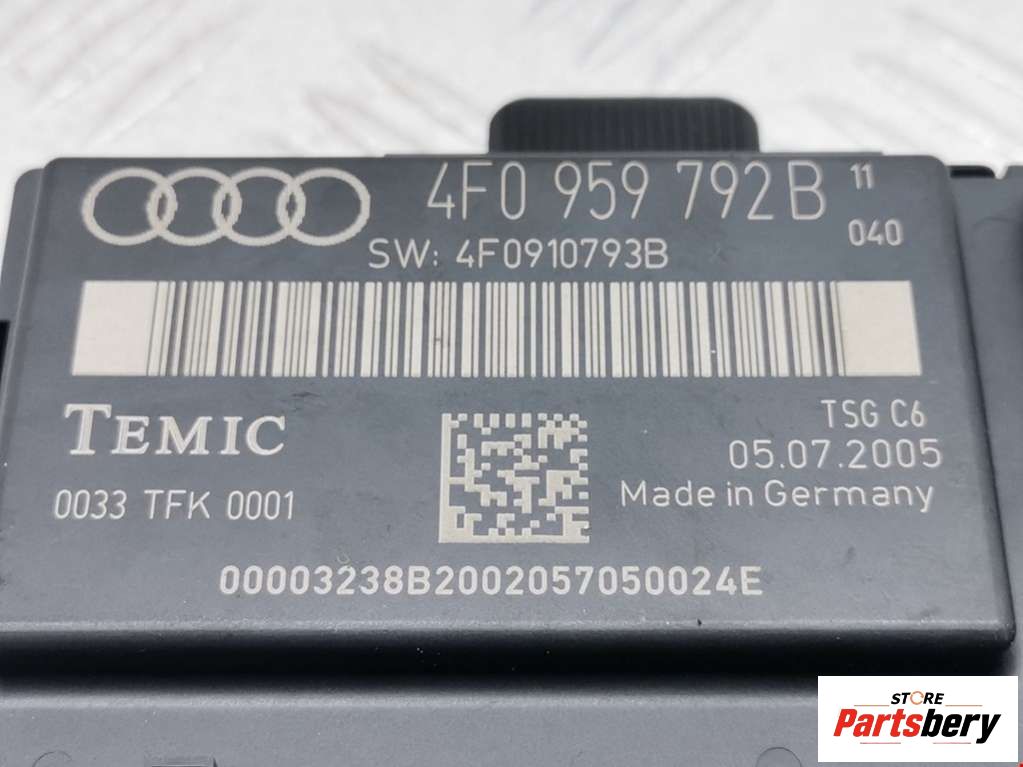 4F0 959 792B 11
040
SW: 4F0910793B
TEMIC
TSG C6
05.07.2005
0033 TFK 0001
Made in Germany
00003238B2002057050024E
STORE
Partsbery